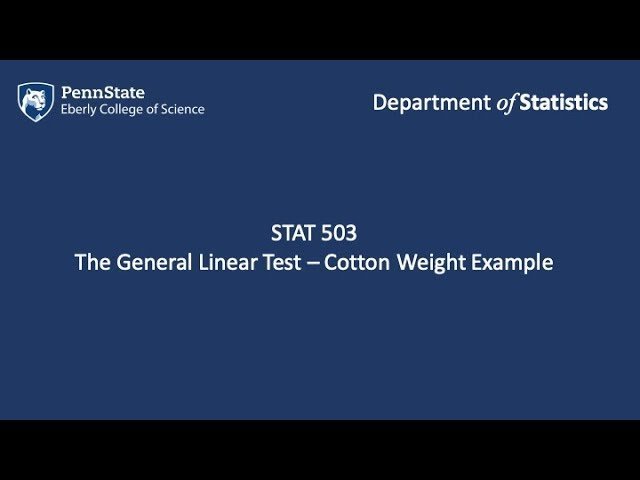 PennState
Eberly College of Science
Department of Statistics
STAT 503
The General Linear Test – Cotton Weight Example